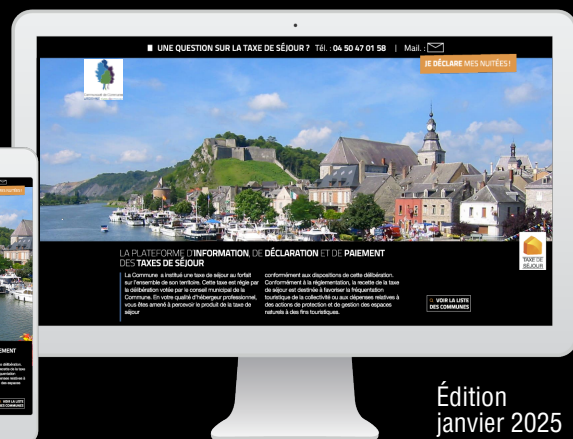 UNE QUESTION SUR LA TAXE DE SÉJOUR ? Tél. : 04 50 47 01 58 | Mail. :
JE DÉCLARE MES NUITÉES !
LA PLATEFORME D'INFORMATION, DE DÉCLARATION ET DE PAIEMENT
DES TAXES DE SÉJOUR
La Commune a institué une taxe de séjour au forfait
sur l'ensemble de son territoire. Cette taxe est régie par
la délibération votée par le conseil municipal de la
Commune. En votre qualité d'hébergeur professionnel,
vous êtes amené à percevoir le produit de la taxe de
séjour
conformément aux dispositions de cette délibération.
Conformément à la réglementation, la recette de la taxe
de séjour est destinée à favoriser la fréquentation
touristique de la collectivité ou aux dépenses relatives à
des actions de protection et de gestion des espaces
naturels à des fins touristiques.
TAXE DE
SÉJOUR
VOIR LA LISTE
DES COMMUNES
EMENT
VOIR LA LISTE
DES COMMUNES
Édition
janvier 2025